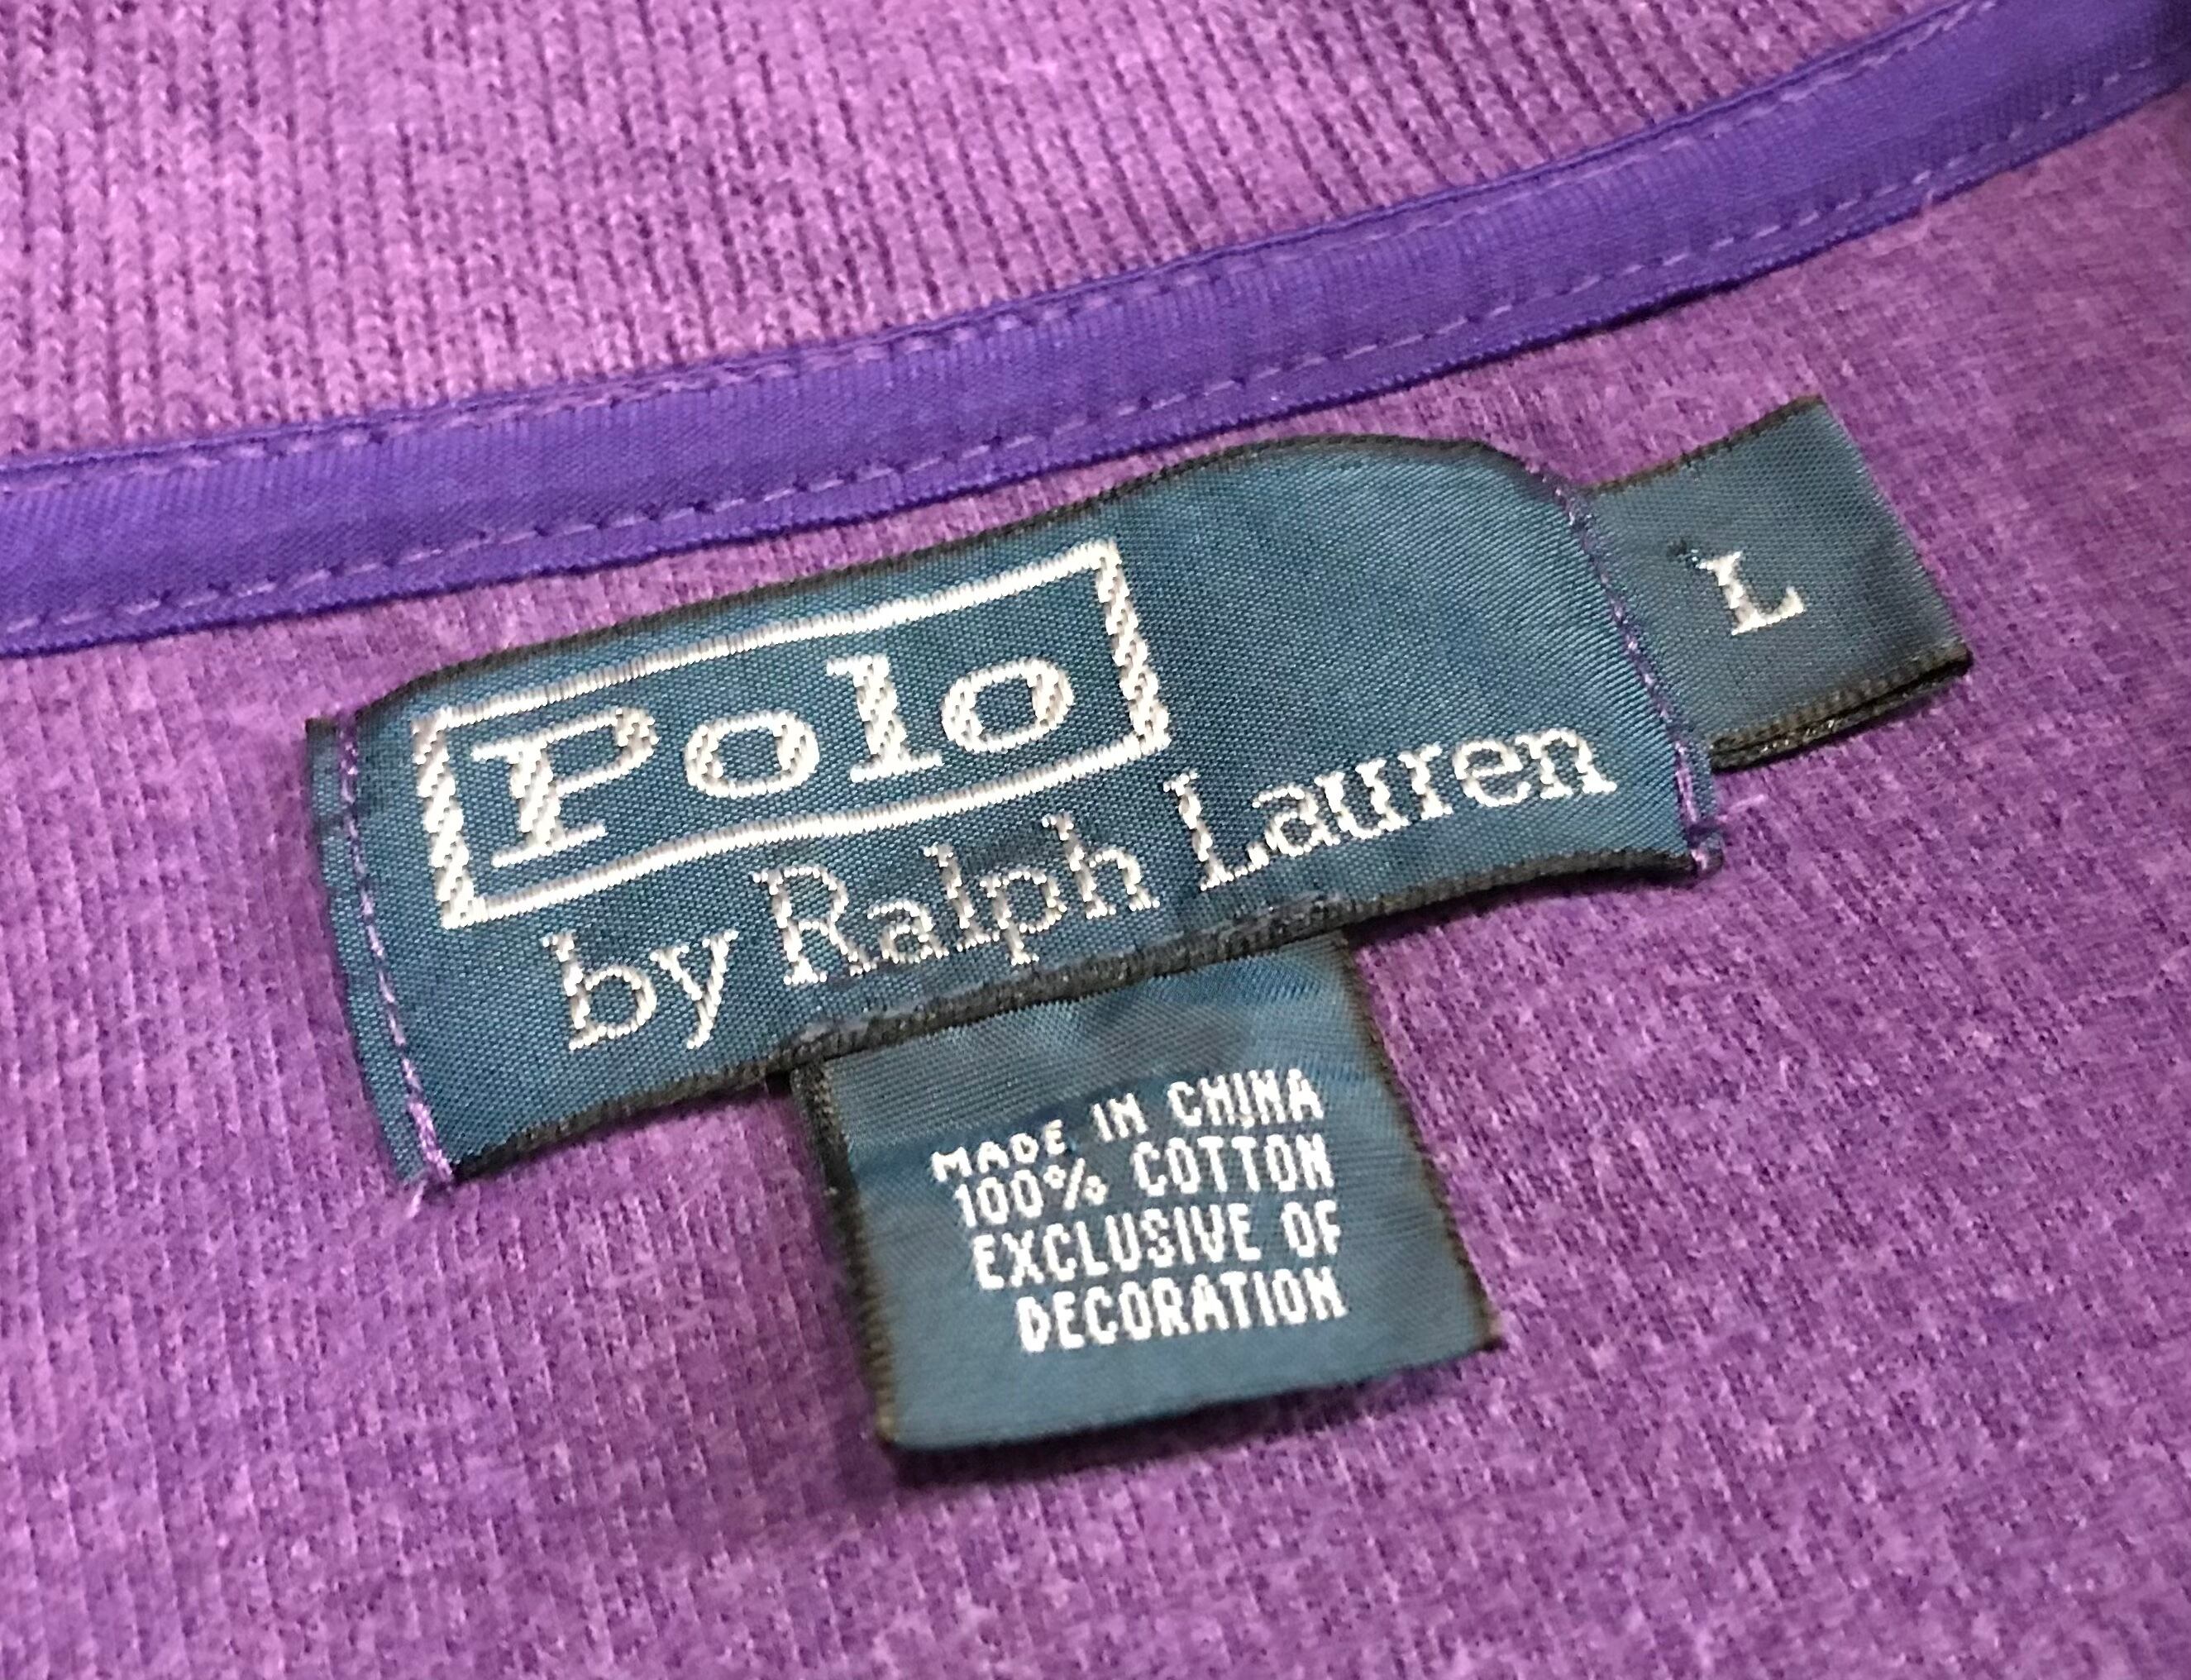 Polo
by Ralph Lauren
L
MADE IN CHINA
100% COTTON
EXCLUSIVE OF
DECORATION